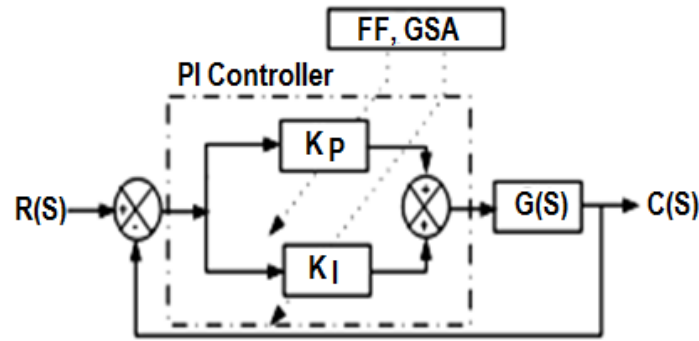 FF, GSA
PI Controller
K P
R(S)
+
-
+
+
G(S)
C(S)
K I